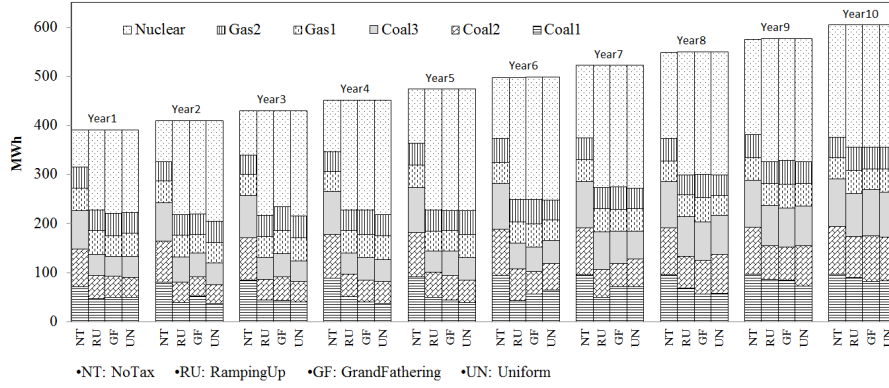 600
500
400
300
200
100
0
MWh
Nuclear Gas2 Gas1 Coal3 Coal2 Coal1
Year1 Year2 Year3 Year4 Year5 Year6 Year7 Year8 Year9 Year10
NT RU GF UN NT RU GF UN NT RU GF UN NT RU GF UN NT RU GF UN NT RU GF UN NT RU GF UN NT RU GF UN NT RU GF UN NT RU GF UN
•NT: NoTax •RU: RampingUp •GF: GrandFathering •UN: Uniform